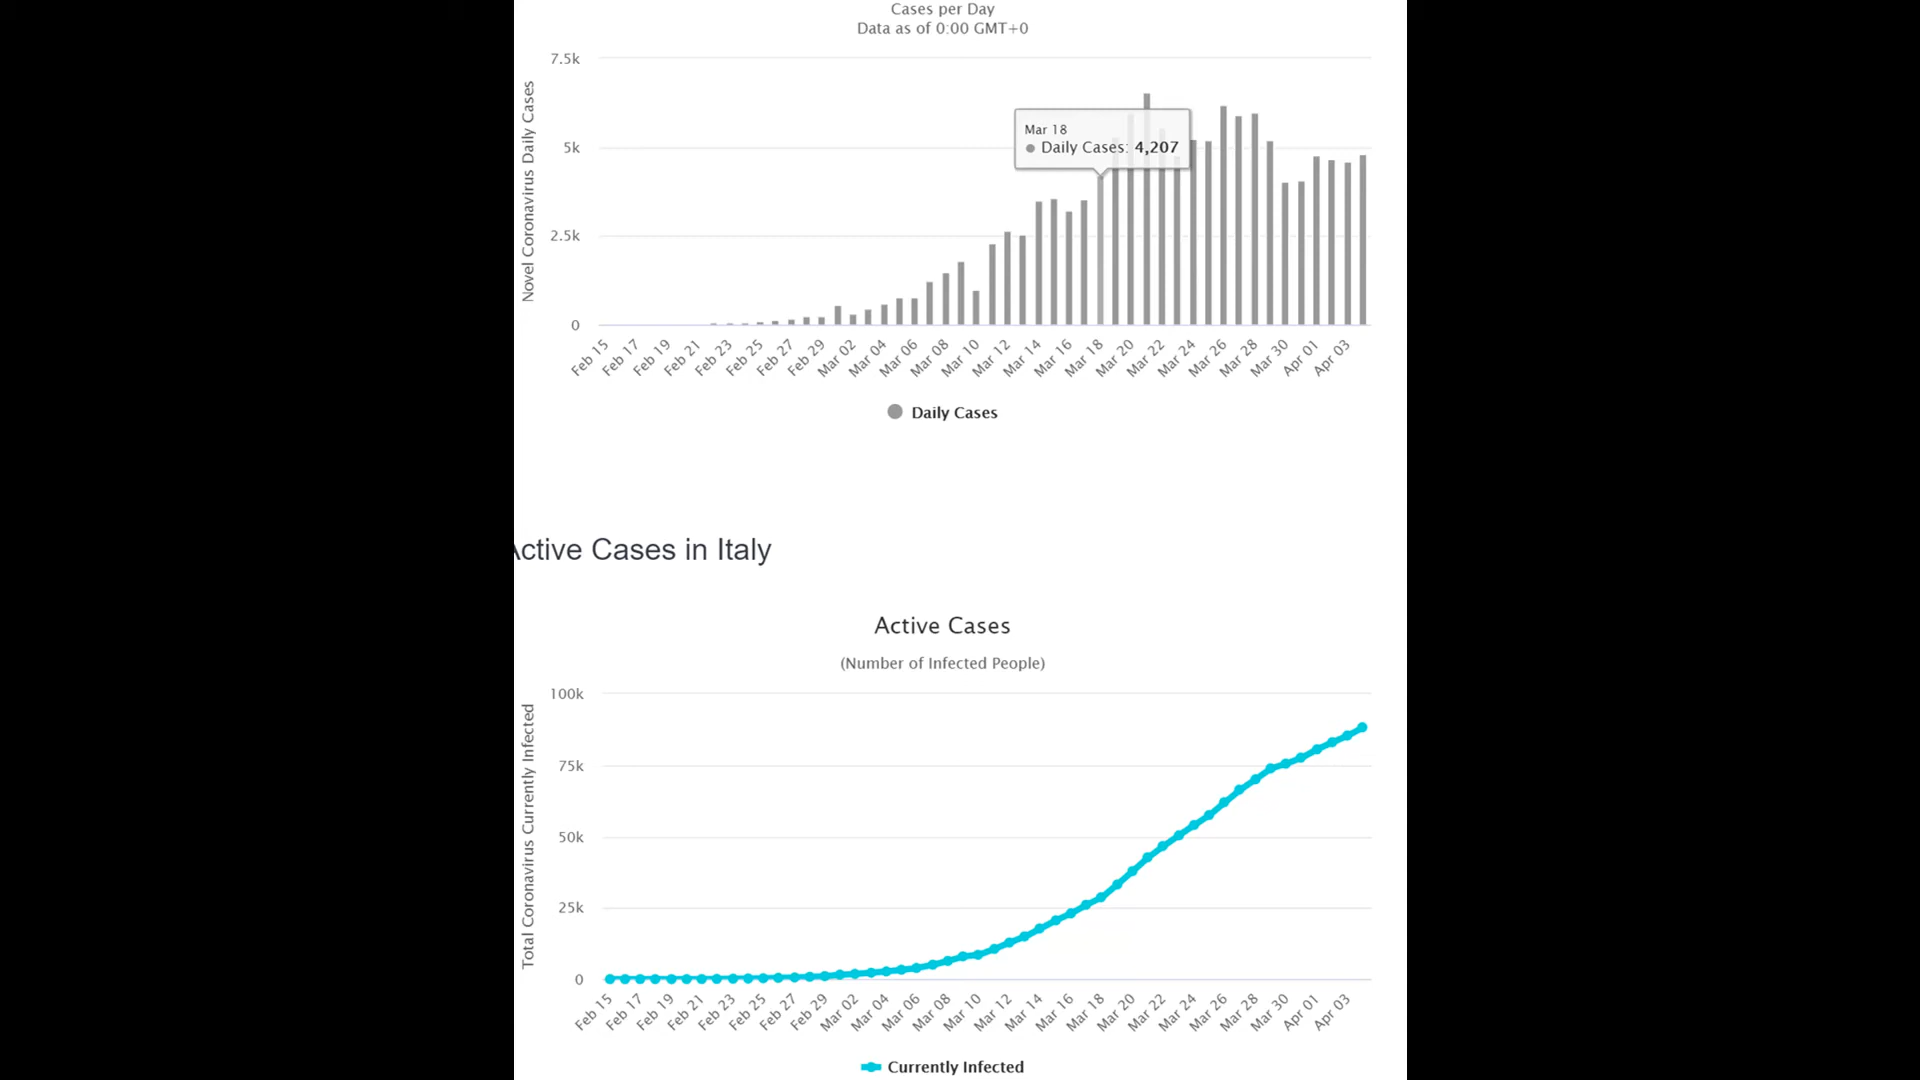 Cases per Day
Data as of 0:00 GMT+0
Novel Coronavirus Daily Cases
7.5k
5k
2.5k
0
Mar 18
Daily Cases: 4,207
Feb 15
Feb 17
Feb 19
Feb 21
Feb 23
Feb 25
Feb 27
Feb 29
Mar 02
Mar 04
Mar 06
Mar 08
Mar 10
Mar 12
Mar 14
Mar 16
Mar 18
Mar 20
Mar 22
Mar 24
Mar 26
Mar 28
Mar 30
Apr 01
Apr 03
Daily Cases
Active Cases in Italy
Active Cases
(Number of Infected People)
Total Coronavirus Currently Infected
100k
75k
50k
25k
0
Feb 15
Feb 17
Feb 19
Feb 21
Feb 23
Feb 25
Feb 27
Feb 29
Mar 02
Mar 04
Mar 06
Mar 08
Mar 10
Mar 12
Mar 14
Mar 16
Mar 18
Mar 20
Mar 22
Mar 24
Mar 26
Mar 28
Mar 30
Apr 01
Apr 03
Currently Infected